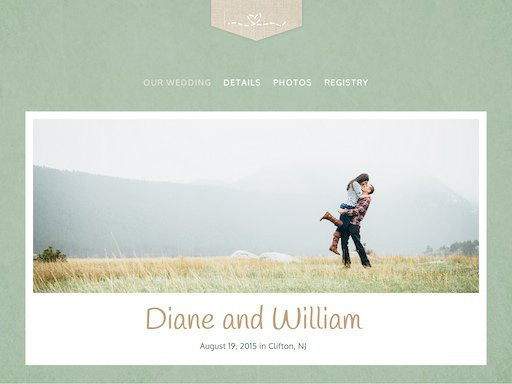 OUR WEDDING DETAILS PHOTOS REGISTRY
Diane and William
August 19, 2015 in Clifton, NJ